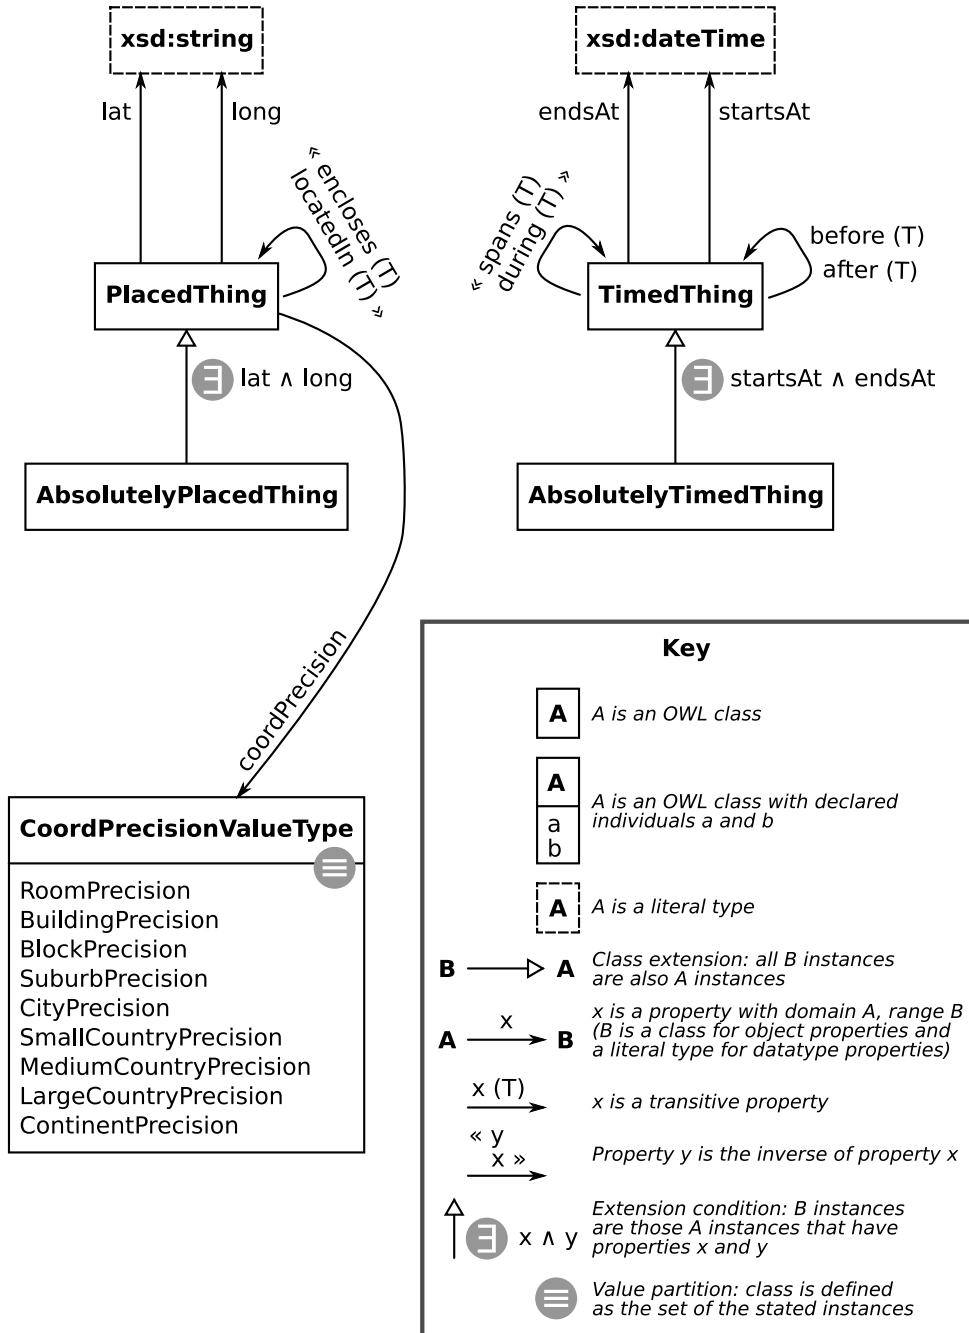 xsd:string
xsd:dateTime
lat
long
endsAt
startsAt
« encloses (T)
locatedIn (T) »
« spans (T)
during (T) »
before (T)
after (T)
PlacedThing
TimedThing
∃ lat ∧ long
∃ startsAt ∧ endsAt
AbsolutelyPlacedThing
AbsolutelyTimedThing
coordPrecision
CoordPrecisionValueType
≡
RoomPrecision
BuildingPrecision
BlockPrecision
SuburbPrecision
CityPrecision
SmallCountryPrecision
MediumCountryPrecision
LargeCountryPrecision
ContinentPrecision
Key
A
A is an OWL class
A
a
b
A is an OWL class with declared
individuals a and b
A
A is a literal type
B A
Class extension: all B instances
are also A instances
A x B
x is a property with domain A, range B
(B is a class for object properties and
a literal type for datatype properties)
x (T)
x is a transitive property
« y
x »
Property y is the inverse of property x
∃ x ∧ y
Extension condition: B instances
are those A instances that have
properties x and y
≡
Value partition: class is defined
as the set of the stated instances